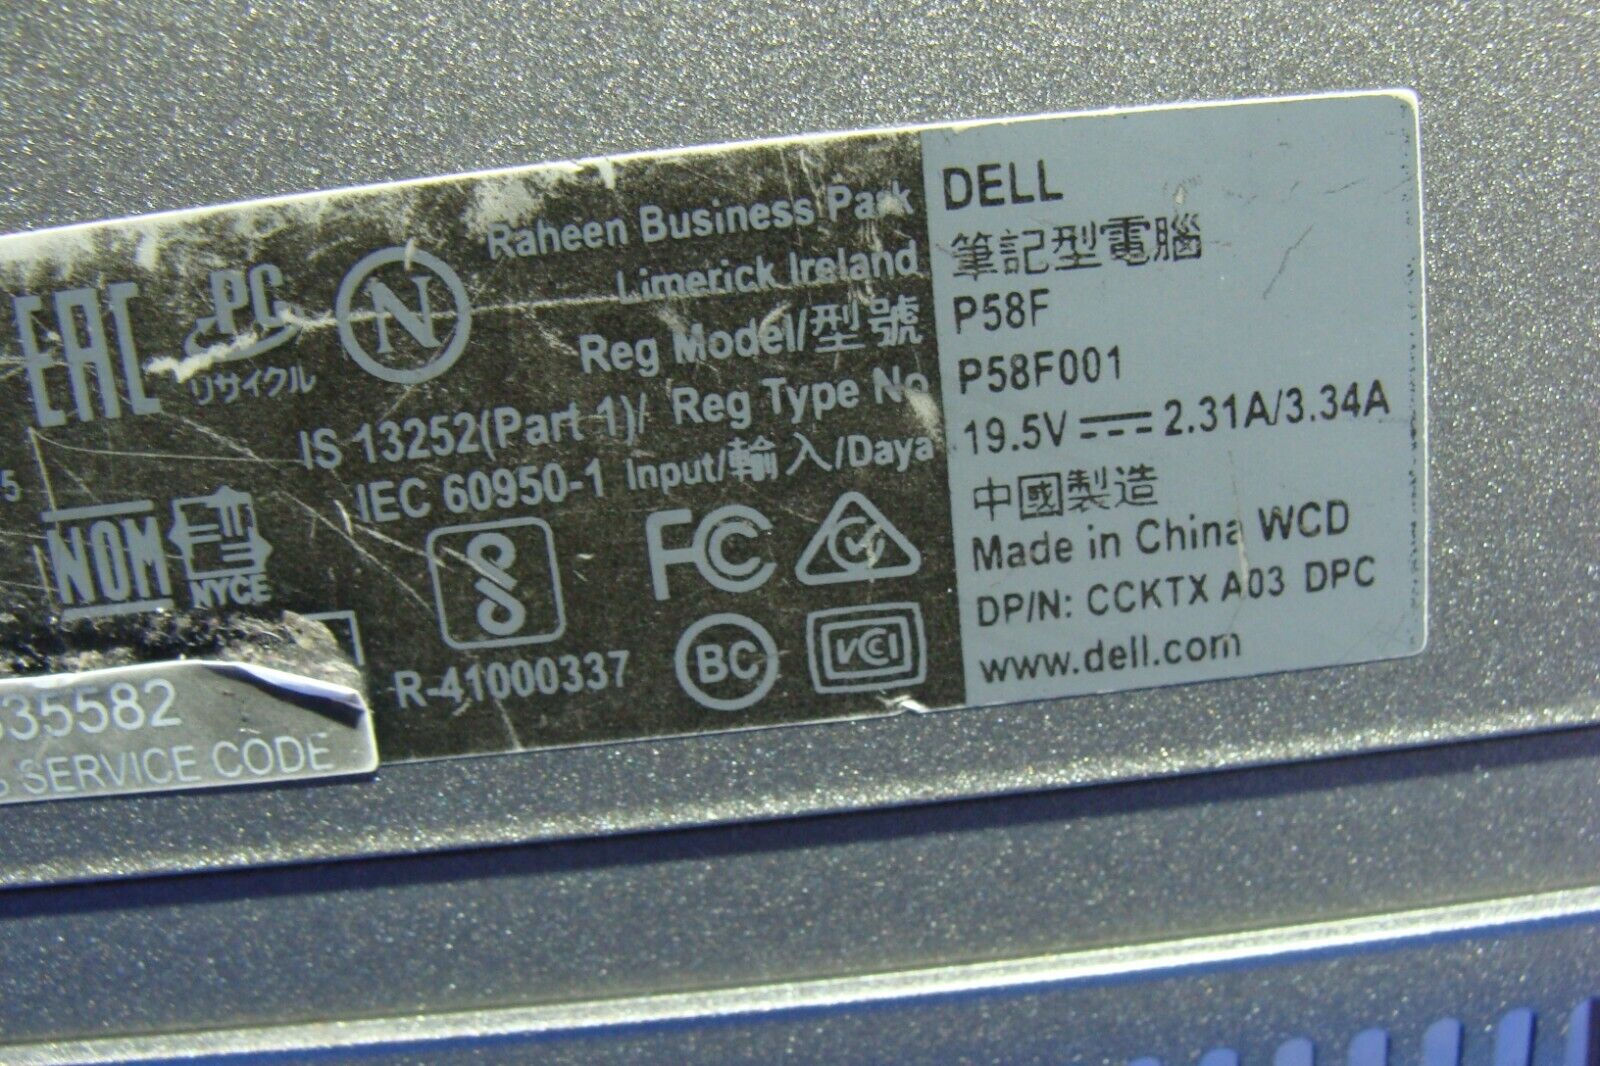 Raheen Business Park
Limerick Ireland
EAC
PC
リサイクル
N
Reg Model/型號
IS 13252(Part 1)/ Reg Type No
IEC 60950-1 Input/輸入/Daya
5
NOM
NYCE
FC
R-41000337
BC
VCCI
35582
SERVICE CODE
DELL
筆記型電腦
P58F
P58F001
19.5V 2.31A/3.34A
中國製造
Made in China WCD
DP/N: CCKTX A03 DPC
www.dell.com